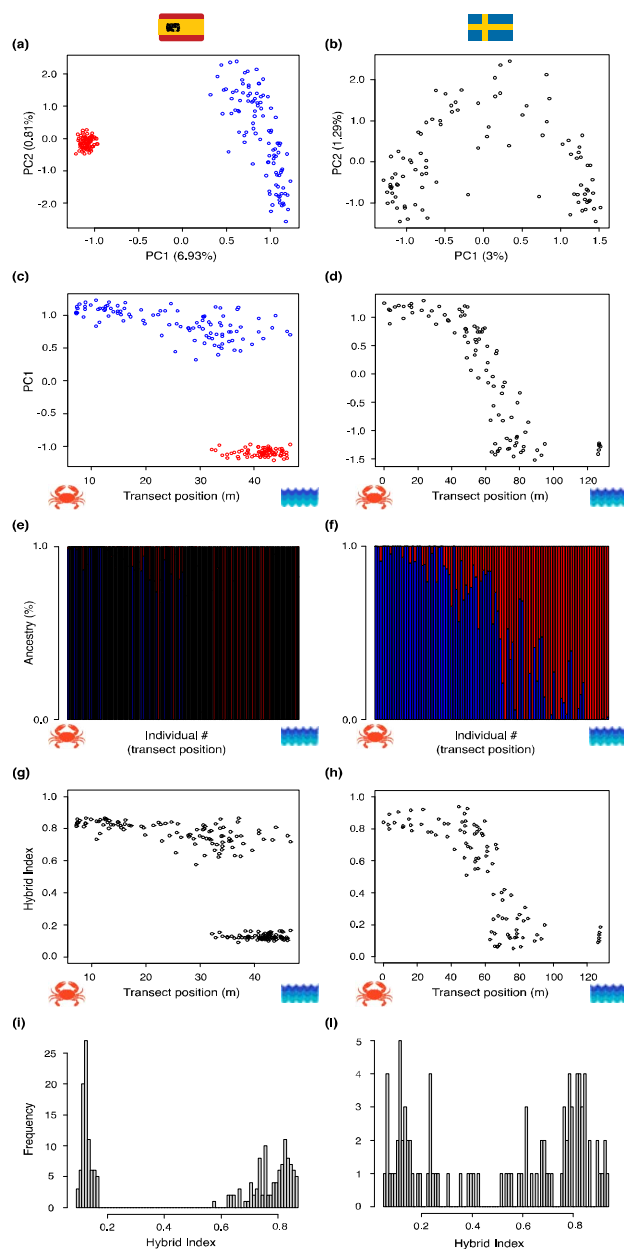 (a)
(b)
2.0
1.0
0.0
-1.0
-2.0
PC2 (0.81%)
-1.0 -0.5 0.0 0.5 1.0
PC1 (6.93%)
2.0
1.0
0.0
-1.0
PC2 (1.29%)
-1.0 -0.5 0.0 0.5 1.0 1.5
PC1 (3%)
(c)
(d)
1.0
0.5
0.0
-1.0
PC1
10 20 30 40
Transect position (m)
1.0
0.5
0.0
-0.5
-1.0
-1.5
0 20 40 60 80 100 120
Transect position (m)
(e)
(f)
1.0
0.0
Ancestry (%)
Individual #
(transect position)
1.0
0.0
Individual #
(transect position)
(g)
(h)
1.0
0.8
0.6
0.4
0.2
0.0
Hybrid Index
10 20 30 40
Transect position (m)
1.0
0.8
0.6
0.4
0.2
0.0
0 20 40 60 80 100 120
Transect position (m)
(i)
(l)
25
20
15
10
5
0
Frequency
0.2 0.4 0.6 0.8
Hybrid Index
5
4
3
2
1
0
0.2 0.4 0.6 0.8
Hybrid Index